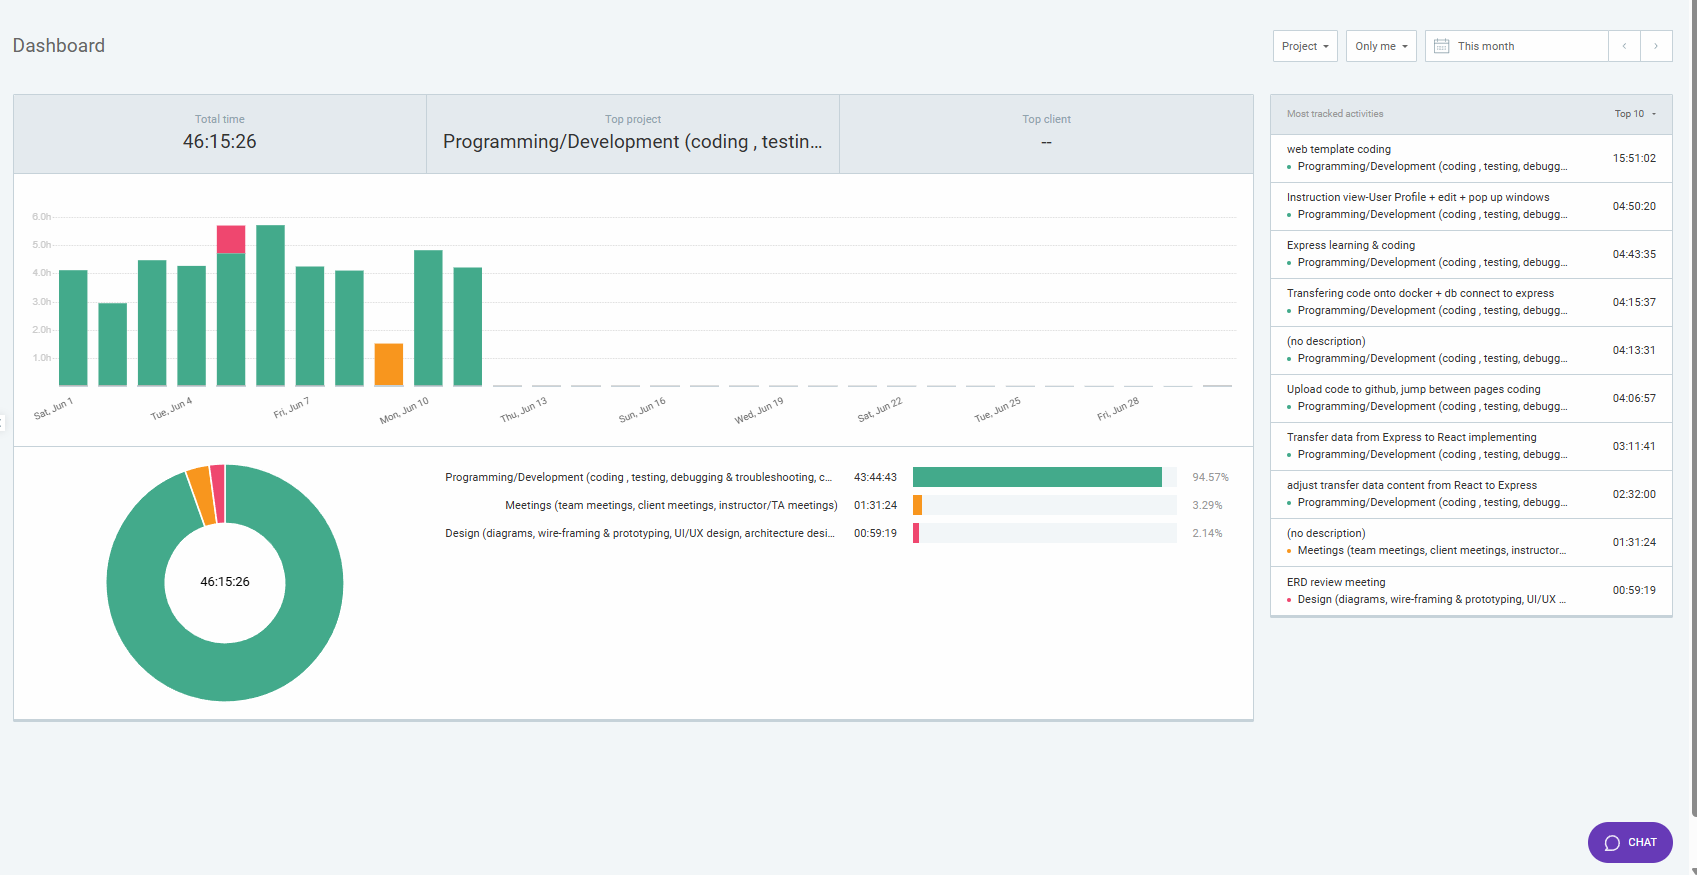 Dashboard
Project
Only me
This month
Total time
46:15:26
Top project
Programming/Development (coding , testin...
Top client
--
6.0h
5.0h
4.0h
3.0h
2.0h
1.0h
Sat, Jun 1
Tue, Jun 4
Fri, Jun 7
Mon, Jun 10
Thu, Jun 13
Sun, Jun 16
Wed, Jun 19
Sat, Jun 22
Tue, Jun 25
Fri, Jun 28
46:15:26
Programming/Development (coding , testing, debugging & troubleshooting, c... 43:44:43 94.57%
Meetings (team meetings, client meetings, instructor/TA meetings) 01:31:24 3.29%
Design (diagrams, wire-framing & prototyping, UI/UX design, architecture desi... 00:59:19 2.14%
Most tracked activities Top 10
web template coding
Programming/Development (coding , testing, debugg... 15:51:02
Instruction view-User Profile + edit + pop up windows
Programming/Development (coding , testing, debugg... 04:50:20
Express learning & coding
Programming/Development (coding , testing, debugg... 04:43:35
Transfering code onto docker + db connect to express
Programming/Development (coding , testing, debugg... 04:15:37
(no description)
Programming/Development (coding , testing, debugg... 04:13:31
Upload code to github, jump between pages coding
Programming/Development (coding , testing, debugg... 04:06:57
Transfer data from Express to React implementing
Programming/Development (coding , testing, debugg... 03:11:41
adjust transfer data content from React to Express
Programming/Development (coding , testing, debugg... 02:32:00
(no description)
Meetings (team meetings, client meetings, instructor... 01:31:24
ERD review meeting
Design (diagrams, wire-framing & prototyping, UI/UX ... 00:59:19
CHAT